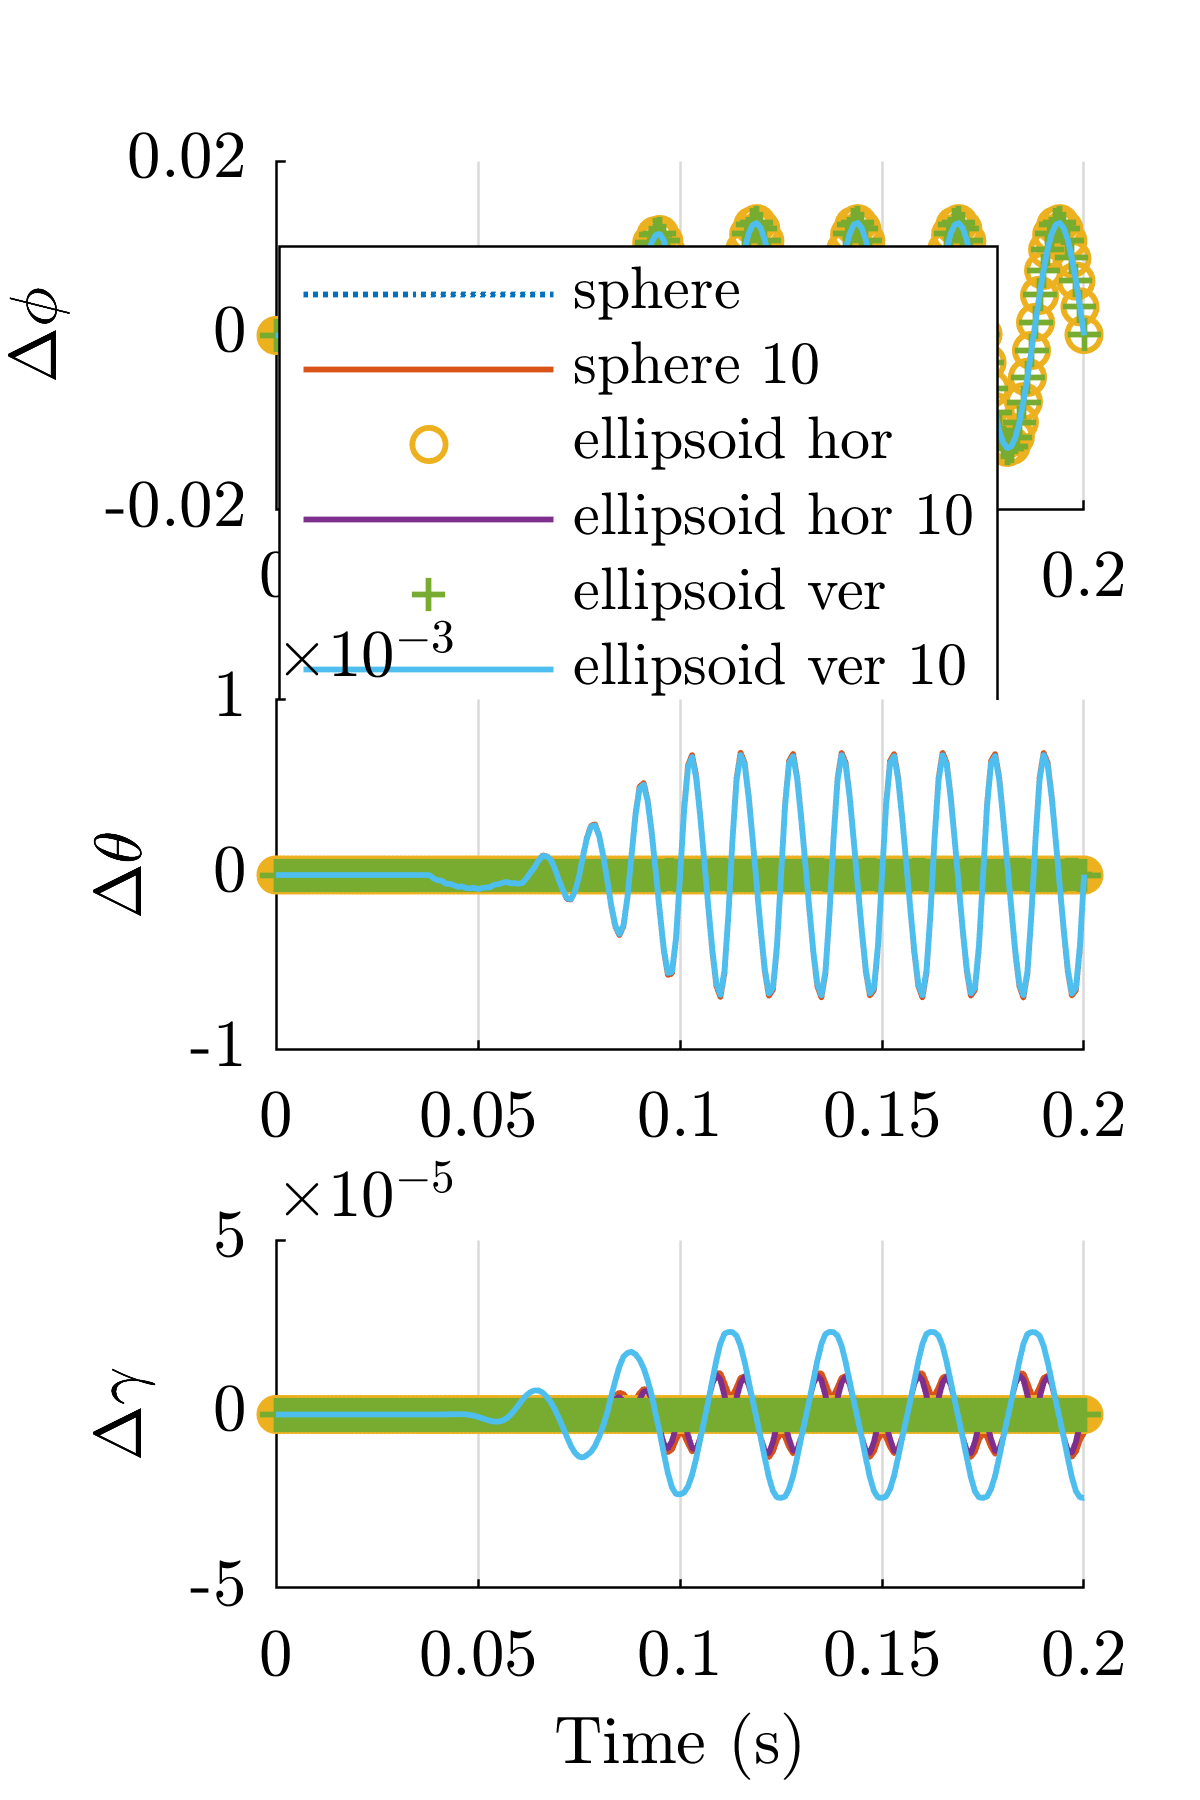 0.02
Δϕ
0
-0.02
0.2
sphere
sphere 10
ellipsoid hor
ellipsoid hor 10
ellipsoid ver
ellipsoid ver 10
×10⁻³
1
Δθ
0
-1
0 0.05 0.1 0.15 0.2
×10⁻⁵
5
Δγ
0
-5
0 0.05 0.1 0.15 0.2
Time (s)